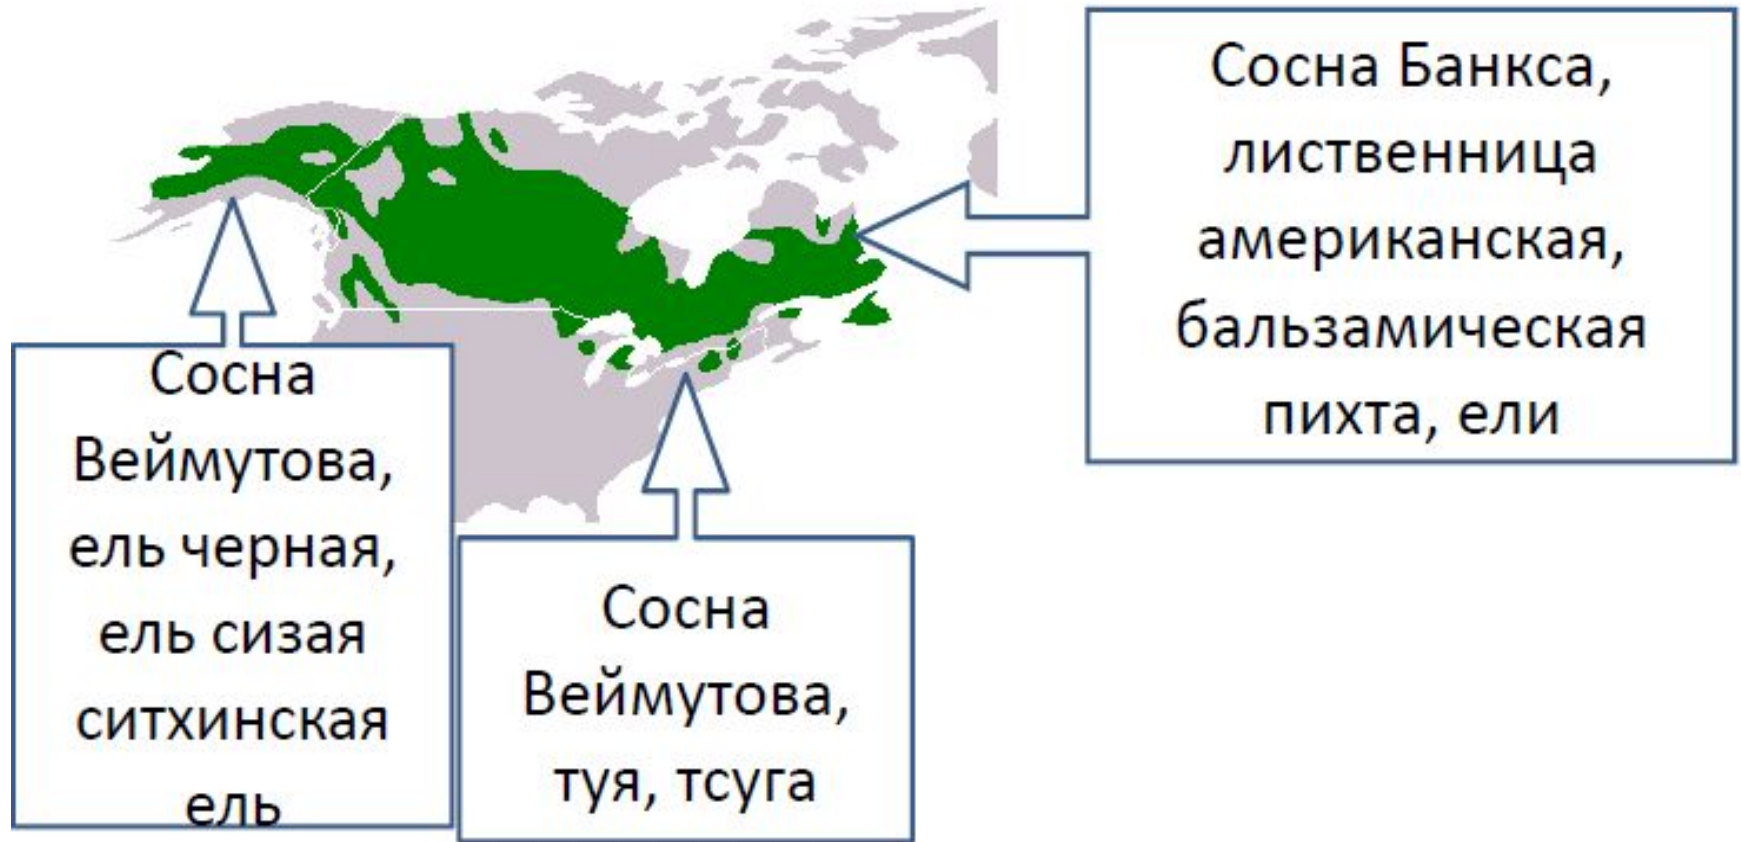 Сосна Банкса,
лиственница
американская,
бальзамическая
пихта, ели
Сосна
Веймутова,
ель черная,
ель сизая
ситхинская
ель
Сосна
Веймутова,
туя, тсуга